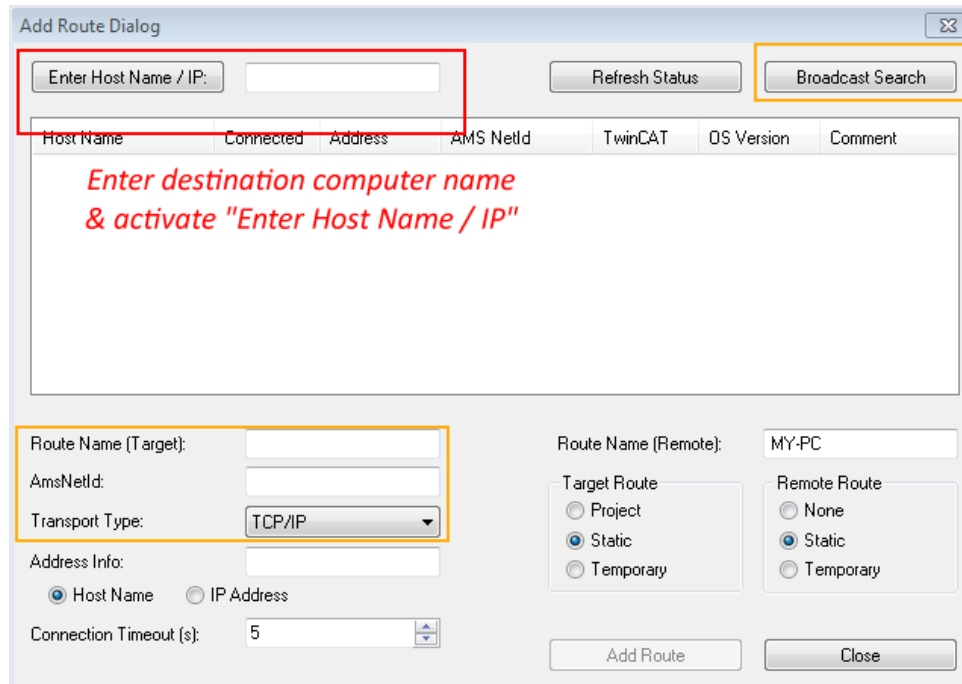 Add Route Dialog
Enter Host Name / IP: Refresh Status Broadcast Search
Host Name Connected Address AMS NetId TwinCAT OS Version Comment
Enter destination computer name
& activate "Enter Host Name / IP"
Route Name (Target): Route Name (Remote): MY-PC
AmsNetId: Target Route Remote Route
Transport Type: TCP/IP Project None
Static Static
Address Info: Temporary Temporary
Host Name IP Address
Connection Timeout (s): 5
Add Route Close